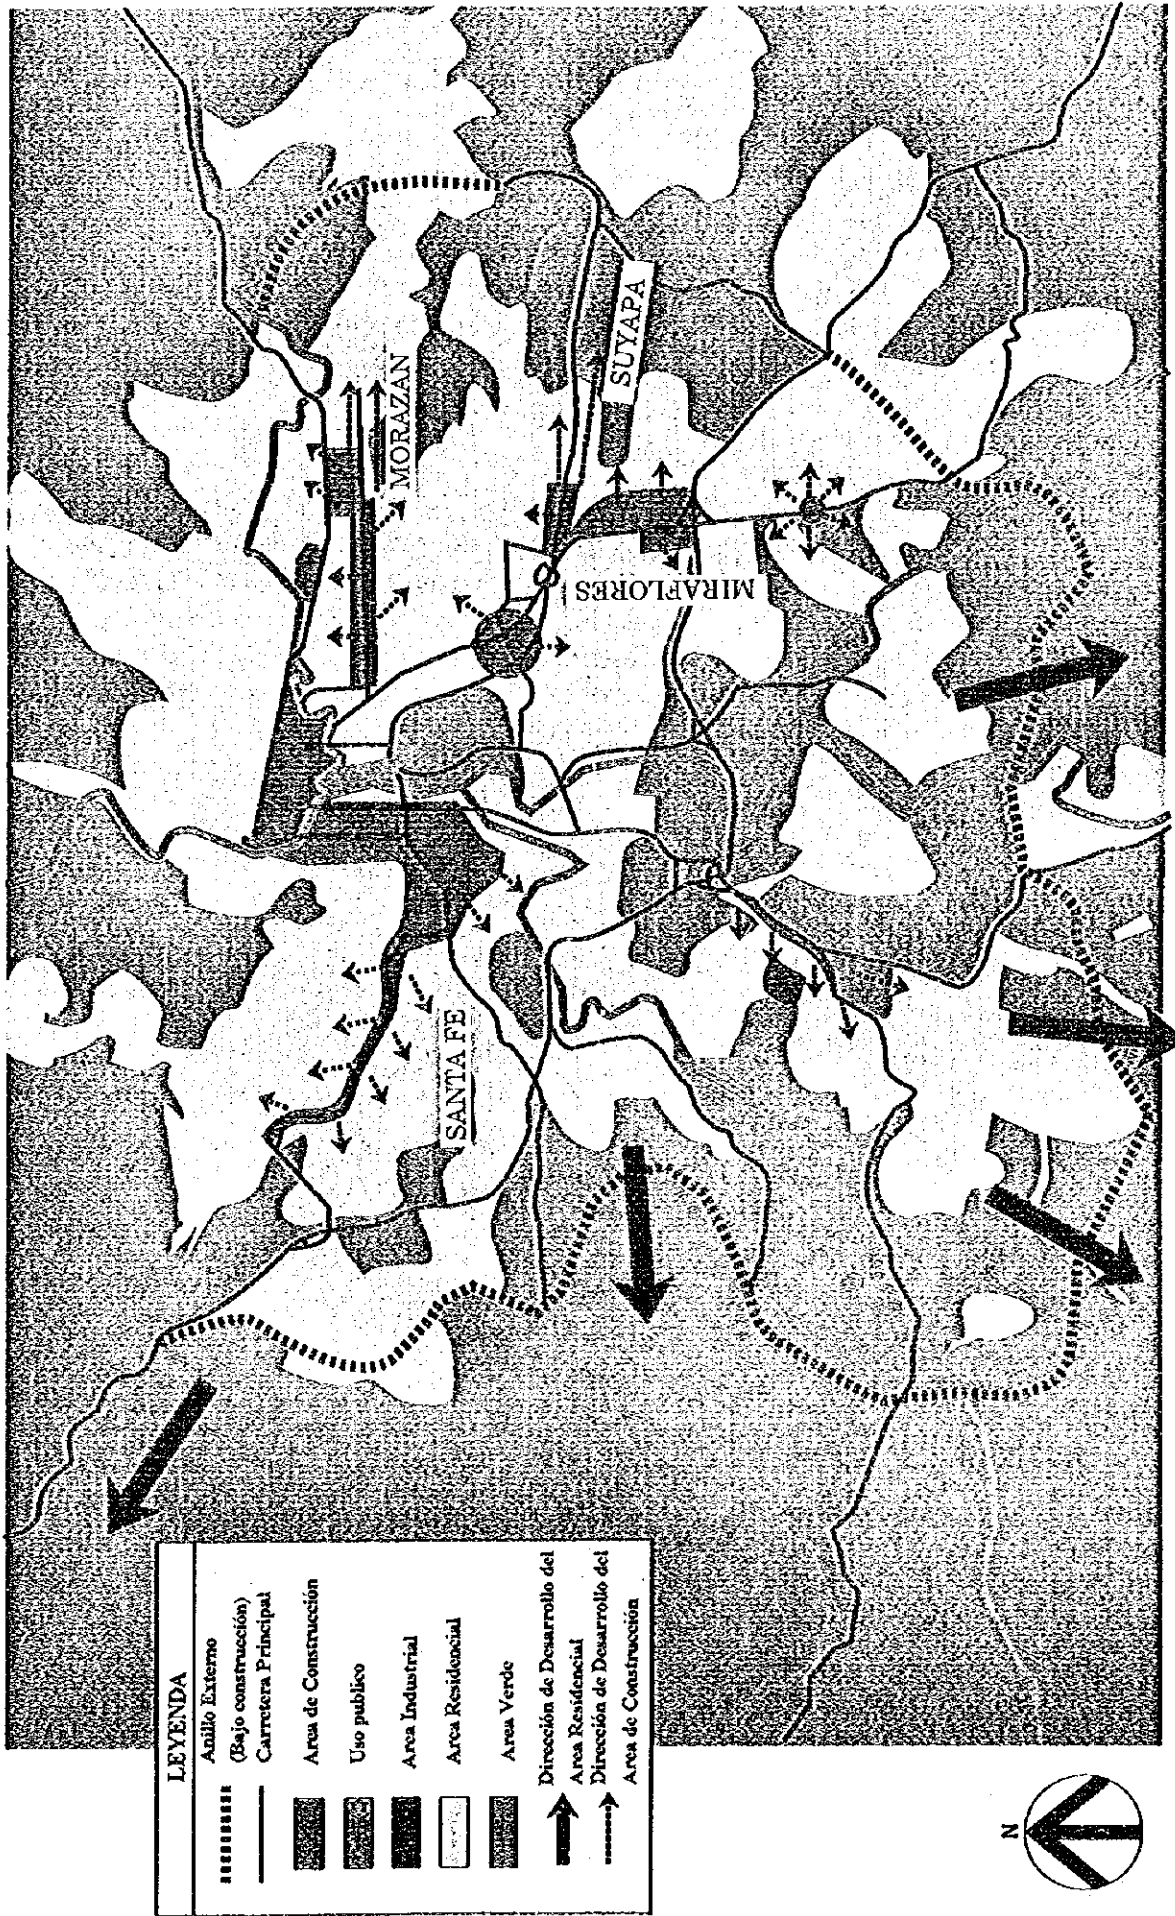 LEYENDA
Anillo Externo
(Bajo construcción)
Carretera Principal
Area de Construcción
Uso publico
Area Industrial
Area Residencial
Area Verde
Dirección de Desarrollo del
Area Residencial
Dirección de Desarrollo del
Area de Construcción
N
SANTA FE
MORAZAN
MIRAFLORES
SUYAPA